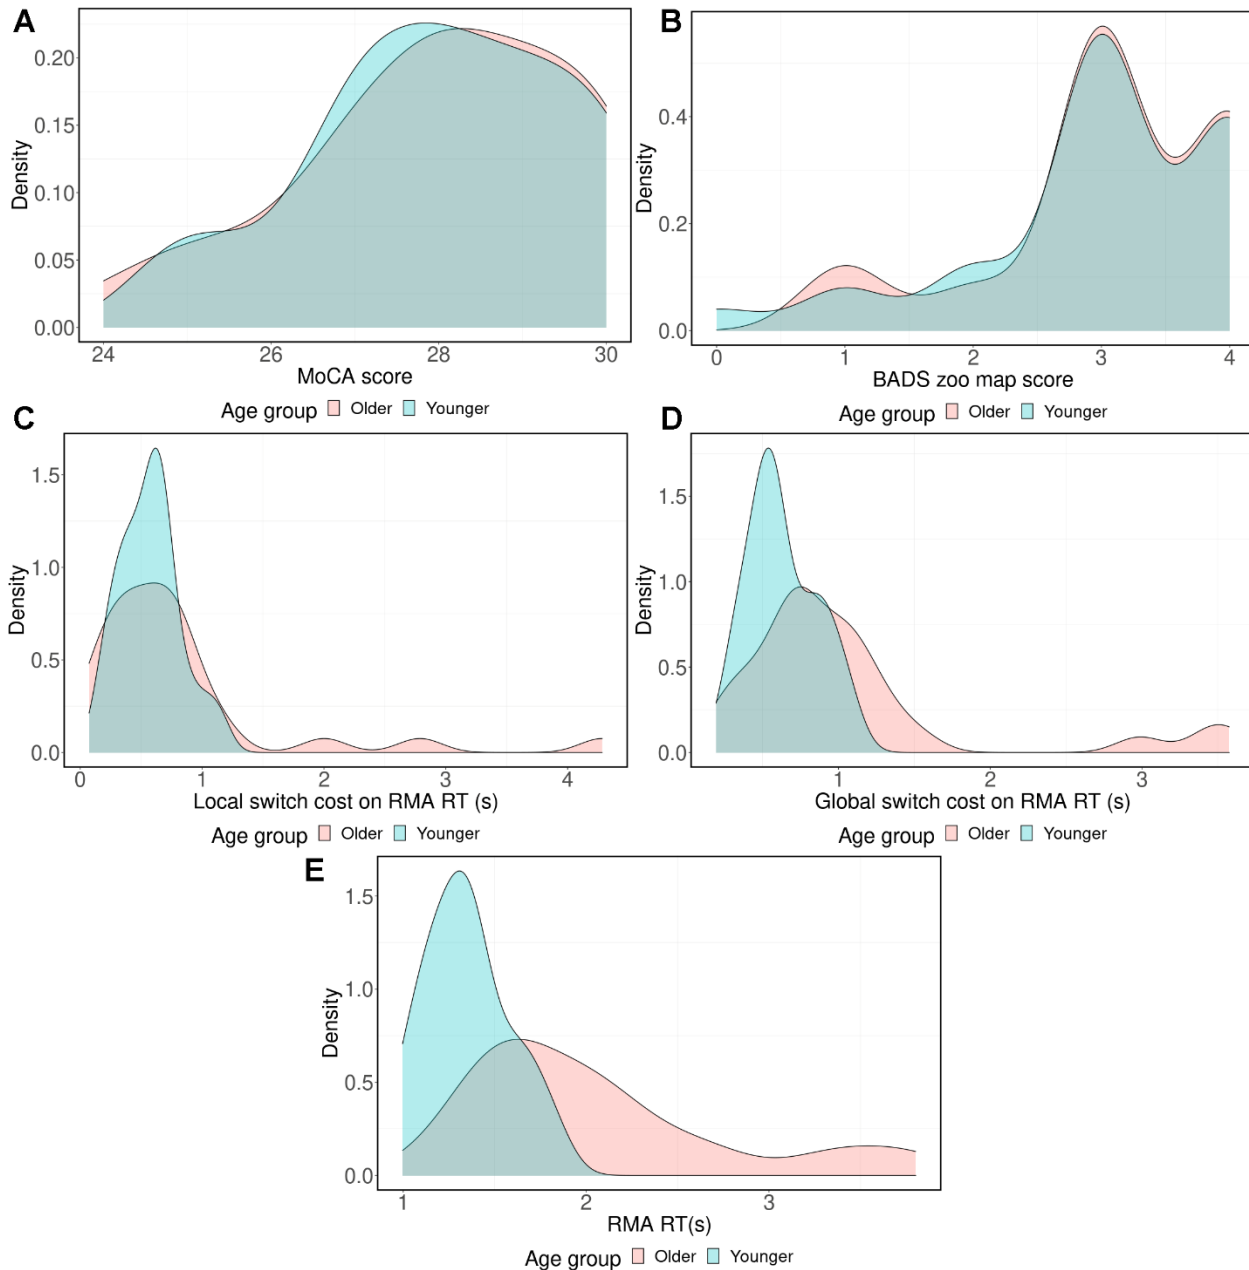 A
Density
0.20
0.15
0.10
0.05
0.00
24 26 28 30
MoCA score
Age group Older Younger
B
Density
0.4
0.2
0.0
0 1 2 3 4
BADS zoo map score
Age group Older Younger
C
Density
1.5
1.0
0.5
0.0
0 1 2 3 4
Local switch cost on RMA RT (s)
Age group Older Younger
D
Density
1.5
1.0
0.5
0.0
1 2 3
Global switch cost on RMA RT (s)
Age group Older Younger
E
Density
1.5
1.0
0.5
0.0
1 2 3
RMA RT(s)
Age group Older Younger